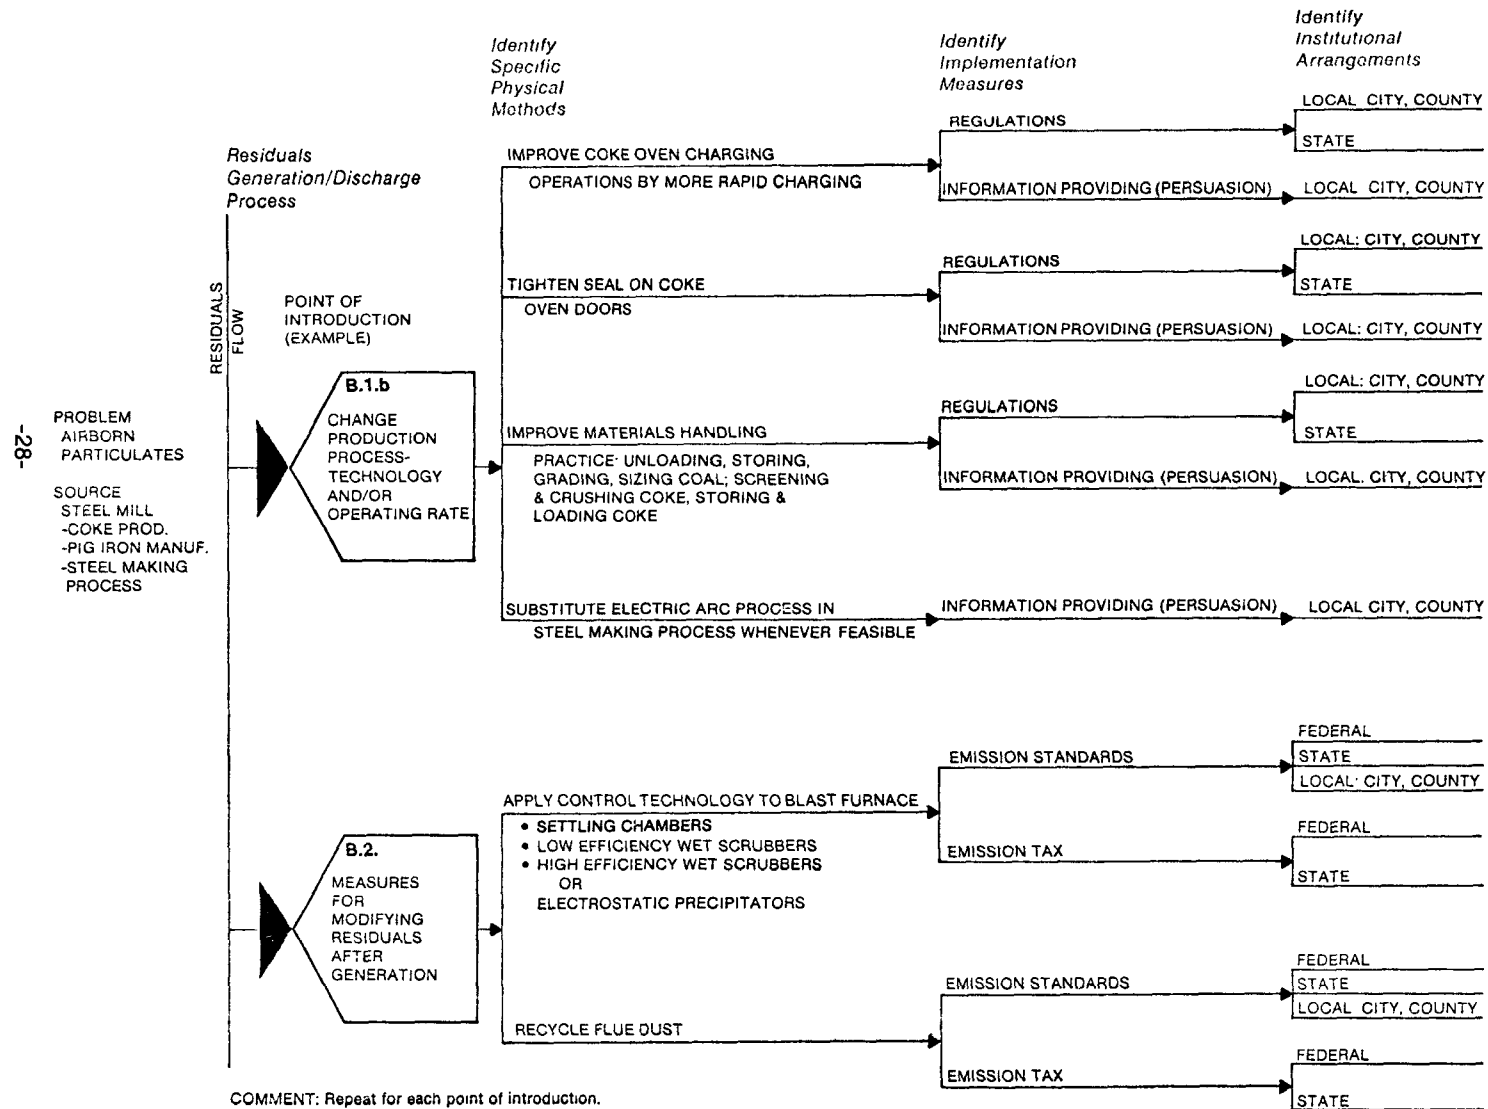 Identify
Specific
Physical
Methods
Identify
Implementation
Measures
Identify
Institutional
Arrangements
Residuals
Generation/Discharge
Process
RESIDUALS
FLOW
POINT OF
INTRODUCTION
(EXAMPLE)
-28-
PROBLEM
AIRBORN
PARTICULATES
SOURCE
STEEL MILL
-COKE PROD.
-PIG IRON MANUF.
-STEEL MAKING
PROCESS
B.1.b
CHANGE
PRODUCTION
PROCESS-
TECHNOLOGY
AND/OR
OPERATING RATE
IMPROVE COKE OVEN CHARGING
OPERATIONS BY MORE RAPID CHARGING
REGULATIONS
LOCAL CITY, COUNTY
STATE
INFORMATION PROVIDING (PERSUASION)
LOCAL CITY, COUNTY
TIGHTEN SEAL ON COKE
OVEN DOORS
REGULATIONS
LOCAL: CITY, COUNTY
STATE
INFORMATION PROVIDING (PERSUASION)
LOCAL: CITY, COUNTY
IMPROVE MATERIALS HANDLING
PRACTICE: UNLOADING, STORING,
GRADING, SIZING COAL; SCREENING
& CRUSHING COKE, STORING &
LOADING COKE
REGULATIONS
LOCAL: CITY, COUNTY
STATE
INFORMATION PROVIDING (PERSUASION)
LOCAL. CITY, COUNTY
SUBSTITUTE ELECTRIC ARC PROCESS IN
STEEL MAKING PROCESS WHENEVER FEASIBLE
INFORMATION PROVIDING (PERSUASION)
LOCAL CITY, COUNTY
B.2.
MEASURES
FOR
MODIFYING
RESIDUALS
AFTER
GENERATION
APPLY CONTROL TECHNOLOGY TO BLAST FURNACE
• SETTLING CHAMBERS
• LOW EFFICIENCY WET SCRUBBERS
• HIGH EFFICIENCY WET SCRUBBERS
OR
ELECTROSTATIC PRECIPITATORS
EMISSION STANDARDS
FEDERAL
STATE
LOCAL: CITY, COUNTY
EMISSION TAX
FEDERAL
STATE
RECYCLE FLUE DUST
EMISSION STANDARDS
FEDERAL
STATE
LOCAL CITY, COUNTY
EMISSION TAX
FEDERAL
STATE
COMMENT: Repeat for each point of introduction.